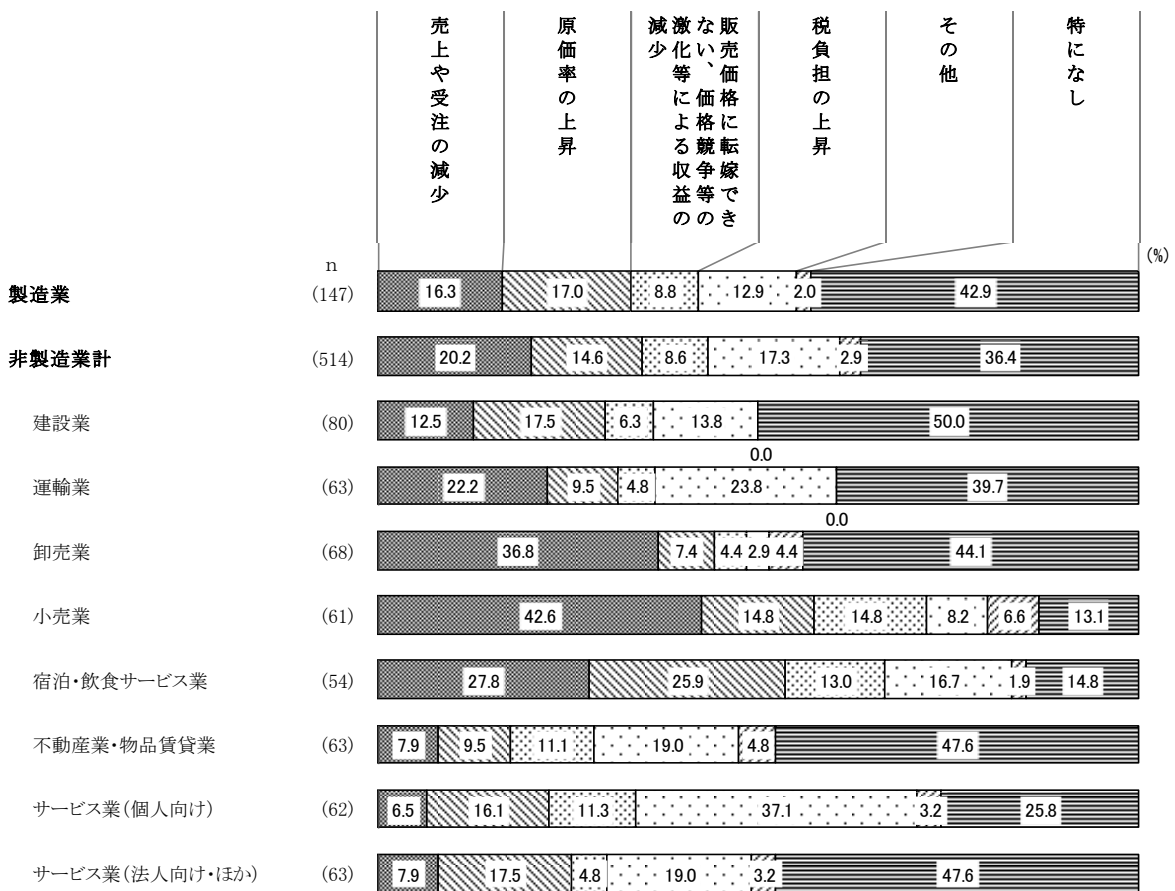 売上や受注の減少
原価率の上昇
販売価格に転嫁でき
ない、価格競争等の
激化等による収益の
減少
税負担の上昇
その他
特になし
(%)
n
製造業 (147) 16.3 17.0 8.8 12.9 2.0 42.9
非製造業計 (514) 20.2 14.6 8.6 17.3 2.9 36.4
建設業 (80) 12.5 17.5 6.3 13.8 50.0
0.0
運輸業 (63) 22.2 9.5 4.8 23.8 39.7
0.0
卸売業 (68) 36.8 7.4 4.4 2.9 4.4 44.1
小売業 (61) 42.6 14.8 14.8 8.2 6.6 13.1
宿泊・飲食サービス業 (54) 27.8 25.9 13.0 16.7 1.9 14.8
不動産業・物品賃貸業 (63) 7.9 9.5 11.1 19.0 4.8 47.6
サービス業(個人向け) (62) 6.5 16.1 11.3 37.1 3.2 25.8
サービス業(法人向け・ほか) (63) 7.9 17.5 4.8 19.0 3.2 47.6